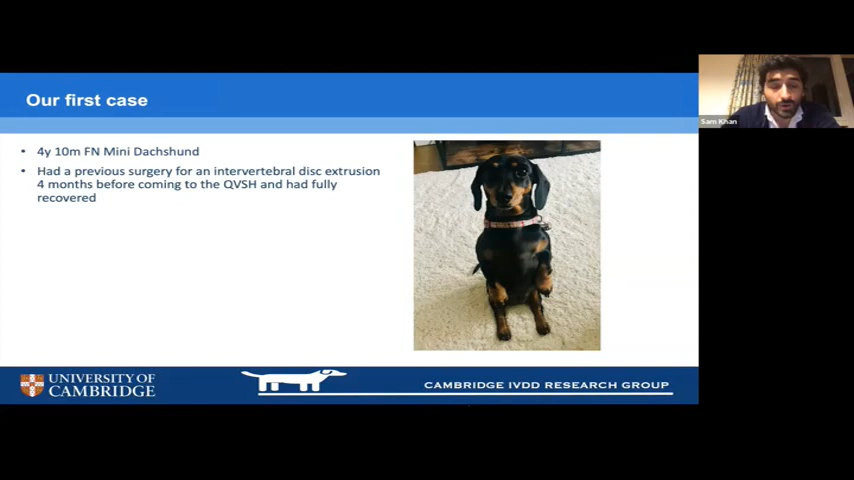 Our first case
Sam Khan
• 4y 10m FN Mini Dachshund
• Had a previous surgery for an intervertebral disc extrusion
4 months before coming to the QVSH and had fully
recovered
UNIVERSITY OF
CAMBRIDGE
CAMBRIDGE IVDD RESEARCH GROUP